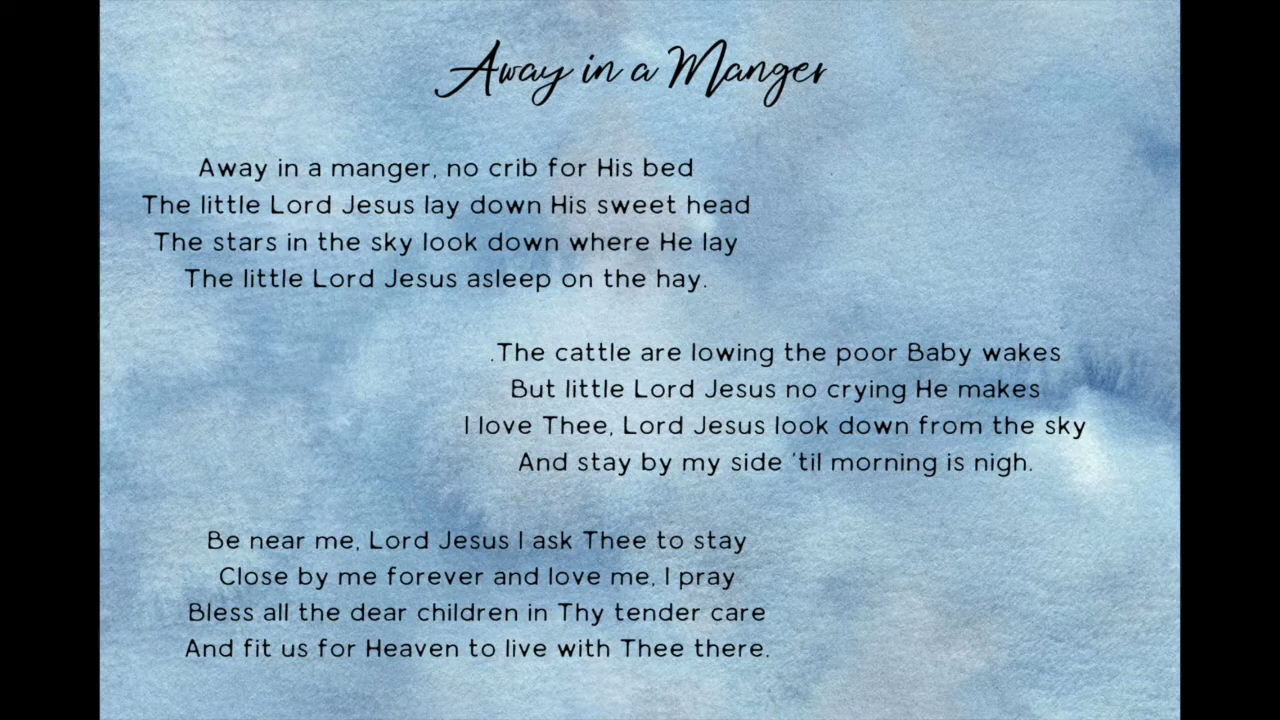 Away in a Manger
Away in a manger, no crib for His bed
The little Lord Jesus lay down His sweet head
The stars in the sky look down where He lay
The little Lord Jesus asleep on the hay.
.The cattle are lowing the poor Baby wakes
But little Lord Jesus no crying He makes
I love Thee, Lord Jesus look down from the sky
And stay by my side 'til morning is nigh.
Be near me, Lord Jesus I ask Thee to stay
Close by me forever and love me, I pray
Bless all the dear children in Thy tender care
And fit us for Heaven to live with Thee there.